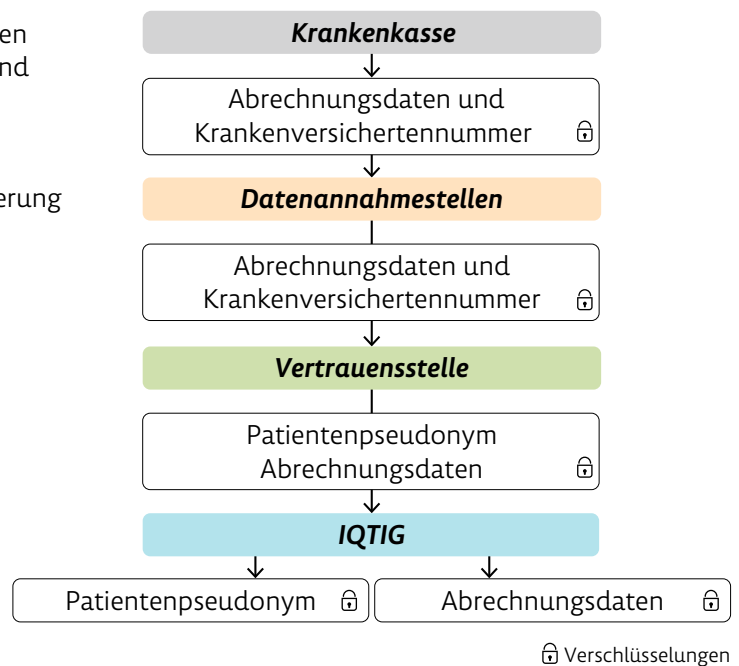 en
nd
erung
Krankenkasse
Abrechnungsdaten und
Krankenversichertennummer
Datenannahmestellen
Abrechnungsdaten und
Krankenversichertennummer
Vertrauensstelle
Patientenpseudonym
Abrechnungsdaten
IQTIG
Patientenpseudonym
Abrechnungsdaten
Verschlüsselungen